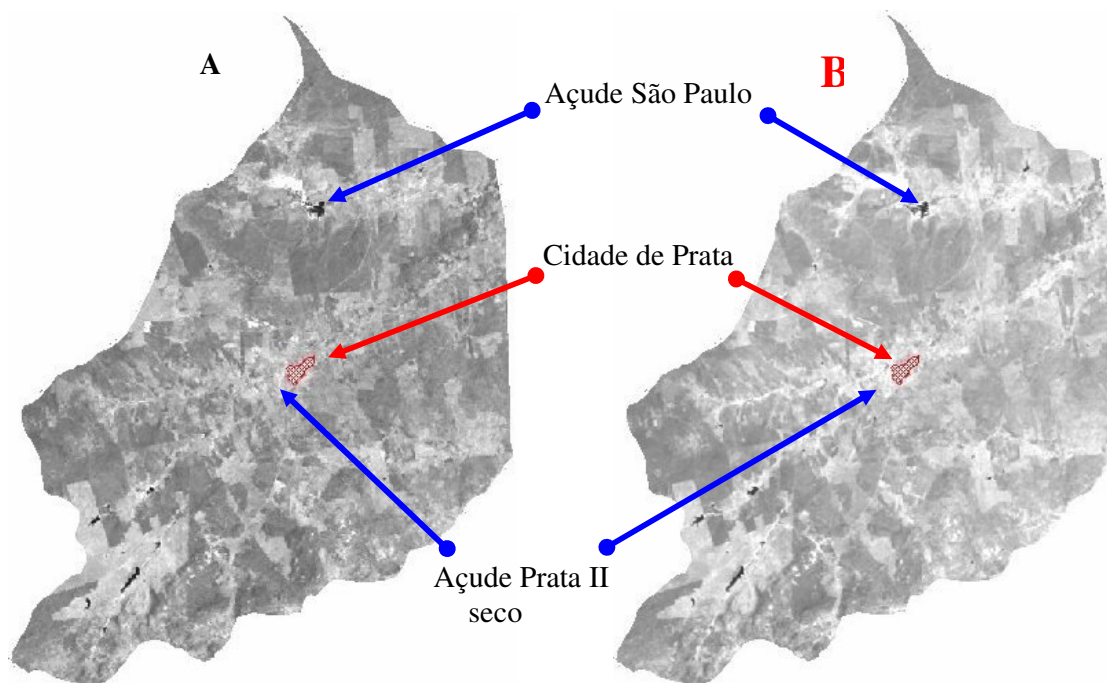 A
B
Açude São Paulo
Cidade de Prata
Açude Prata II
seco